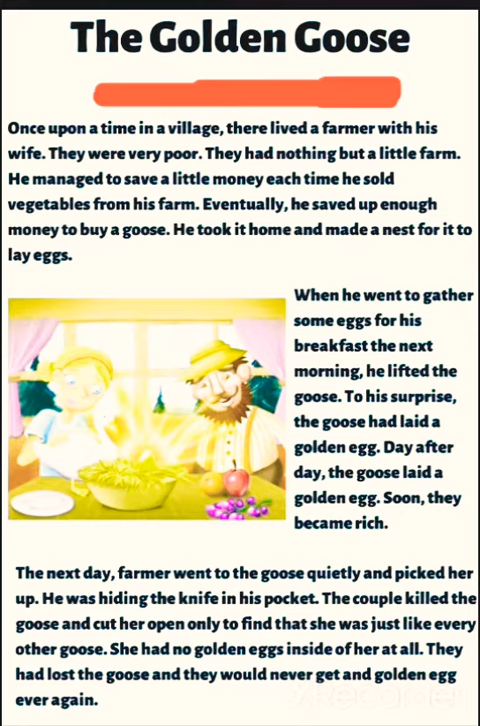 The Golden Goose
Once upon a time in a village, there lived a farmer with his
wife. They were very poor. They had nothing but a little farm.
He managed to save a little money each time he sold
vegetables from his farm. Eventually, he saved up enough
money to buy a goose. He took it home and made a nest for it to
lay eggs.
When he went to gather
some eggs for his
breakfast the next
morning, he lifted the
goose. To his surprise,
the goose had laid a
golden egg. Day after
day, the goose laid a
golden egg. Soon, they
became rich.
The next day, farmer went to the goose quietly and picked her
up. He was hiding the knife in his pocket. The couple killed the
goose and cut her open only to find that she was just like every
other goose. She had no golden eggs inside of her at all. They
had lost the goose and they would never get and golden egg
ever again.